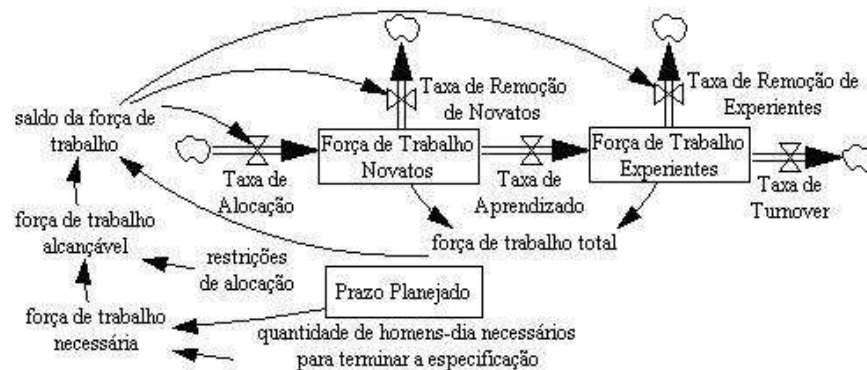 Taxa de Remoção
de Novatos
Taxa de Remoção de
Experientes
saldo da força de
trabalho
Força de Trabalho
Novatos
Força de Trabalho
Experientes
Taxa de
Alocação
Taxa de
Aprendizado
Taxa de
Turnover
força de trabalho
alcançável
força de trabalho total
restrições
de alocação
Prazo Planejado
força de trabalho
necessária
quantidade de homens-dia necessários
para terminar a especificação